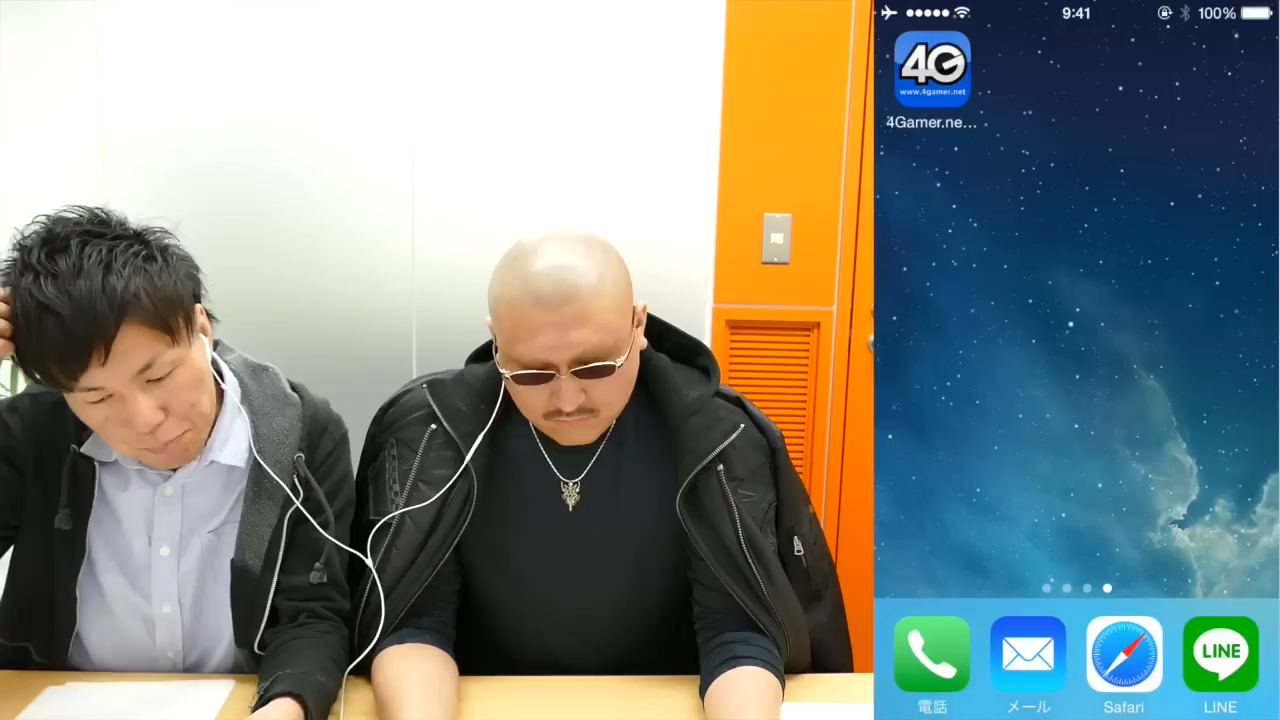 9:41
100%
4G
www.4gamer.net
4Gamer.ne...
電話
メール
Safari
LINE
LINE